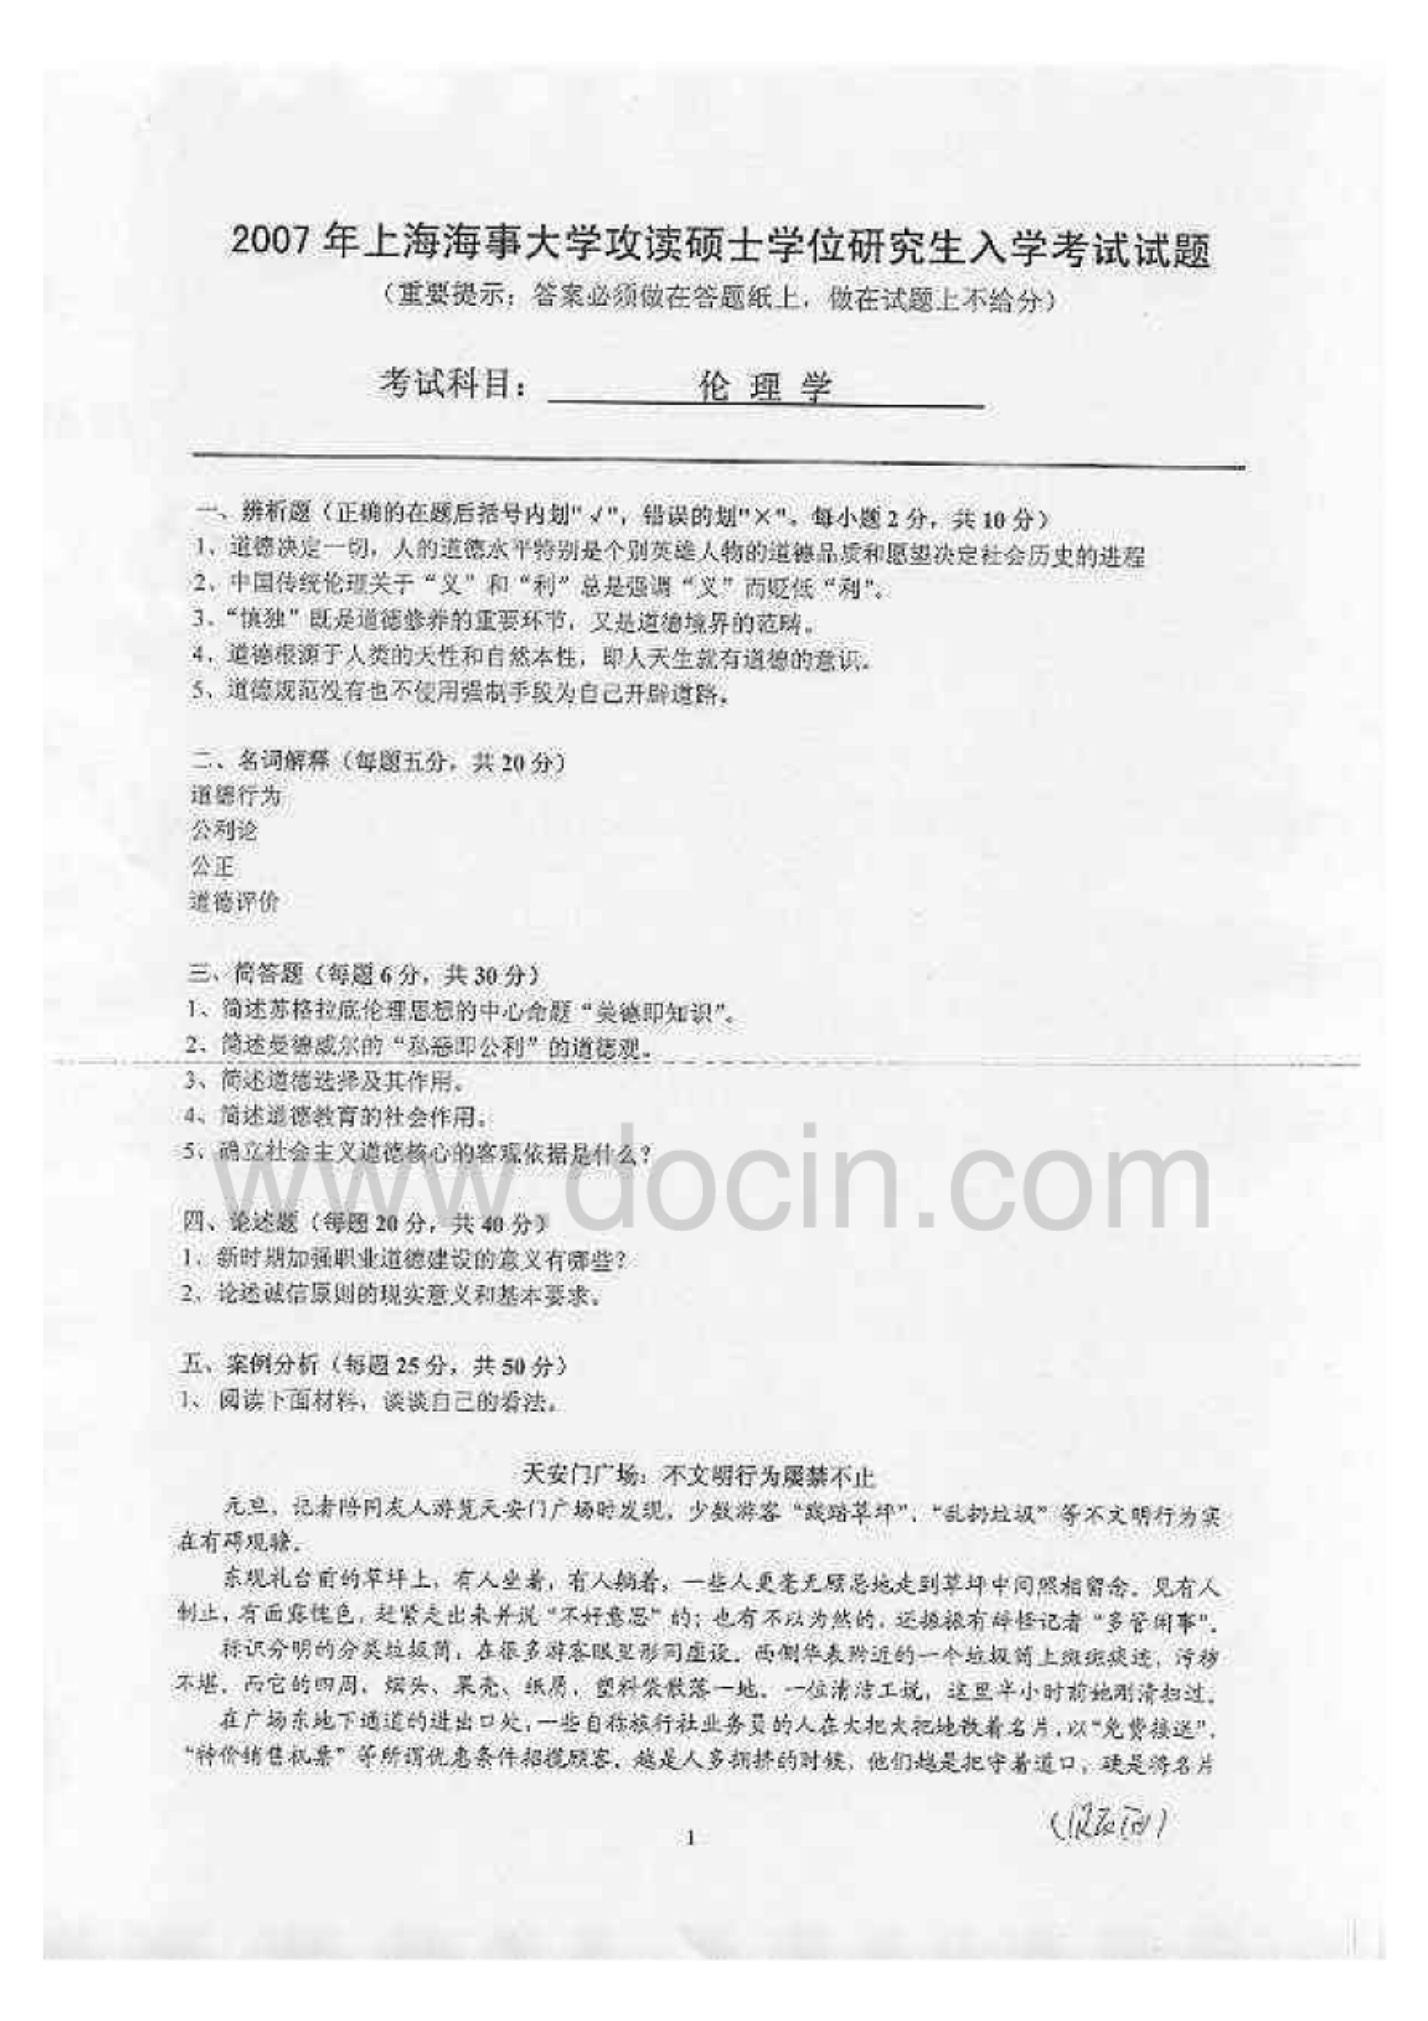 2007 年上海海事大学攻读硕士学位研究生入学考试试题
（重要提示：答案必须做在答题纸上，做在试题上不给分）
考试科目： 伦 理 学
一、辨析题（正确的在题后括号内划"√"，错误的划"×"。每小题 2 分，共 10 分）
1、道德决定一切，人的道德水平特别是个别英雄人物的道德品质和愿望决定社会历史的进程
2、中国传统伦理关于“义”和“利”总是强调“义”而贬低“利”。
3、“慎独”既是道德修养的重要环节，又是道德境界的范畴。
4、道德根源于人类的天性和自然本性，即人天生就有道德的意识。
5、道德规范没有也不使用强制手段为自己开辟道路。
二、名词解释（每题五分，共 20 分）
道德行为
公利论
公正
道德评价
三、简答题（每题 6 分，共 30 分）
1、简述苏格拉底伦理思想的中心命题“美德即知识”。
2、简述曼德威尔的“私恶即公利”的道德观。
3、简述道德选择及其作用。
4、简述道德教育的社会作用。
5、确立社会主义道德核心的客观依据是什么？
www.docin.com
四、论述题（每题 20 分，共 40 分）
1、新时期加强职业道德建设的意义有哪些？
2、论述诚信原则的现实意义和基本要求。
五、案例分析（每题 25 分，共 50 分）
1、阅读下面材料，谈谈自己的看法。
天安门广场：不文明行为屡禁不止
元旦，记者陪同友人游览天安门广场时发现，少数游客“践踏草坪”、“乱扔垃圾”等不文明行为实
在有碍观瞻。
东观礼台前的草坪上，有人坐着，有人躺着，一些人更毫无顾忌地走到草坪中间照相留念。见有人
制止，有面露愧色，赶紧走出来并说“不好意思”的；也有不以为然的，还狠狠有辞怪记者“多管闲事”。
标识分明的分类垃圾筒，在很多游客眼里形同虚设。西侧华表附近的一个垃圾筒上斑斑痰迹，污秽
不堪。而它的四周，烟头、果壳、纸屑、塑料袋散落一地。一位清洁工说，这里半小时前她刚清扫过。
在广场东地下通道的进出口处，一些自称旅行社业务员的人在大把大把地散着名片，以“免费接送”、
“特价销售机票”等所谓优惠条件招揽顾客。越是人多拥挤的时候，他们越是把守着道口，硬是将名片
1